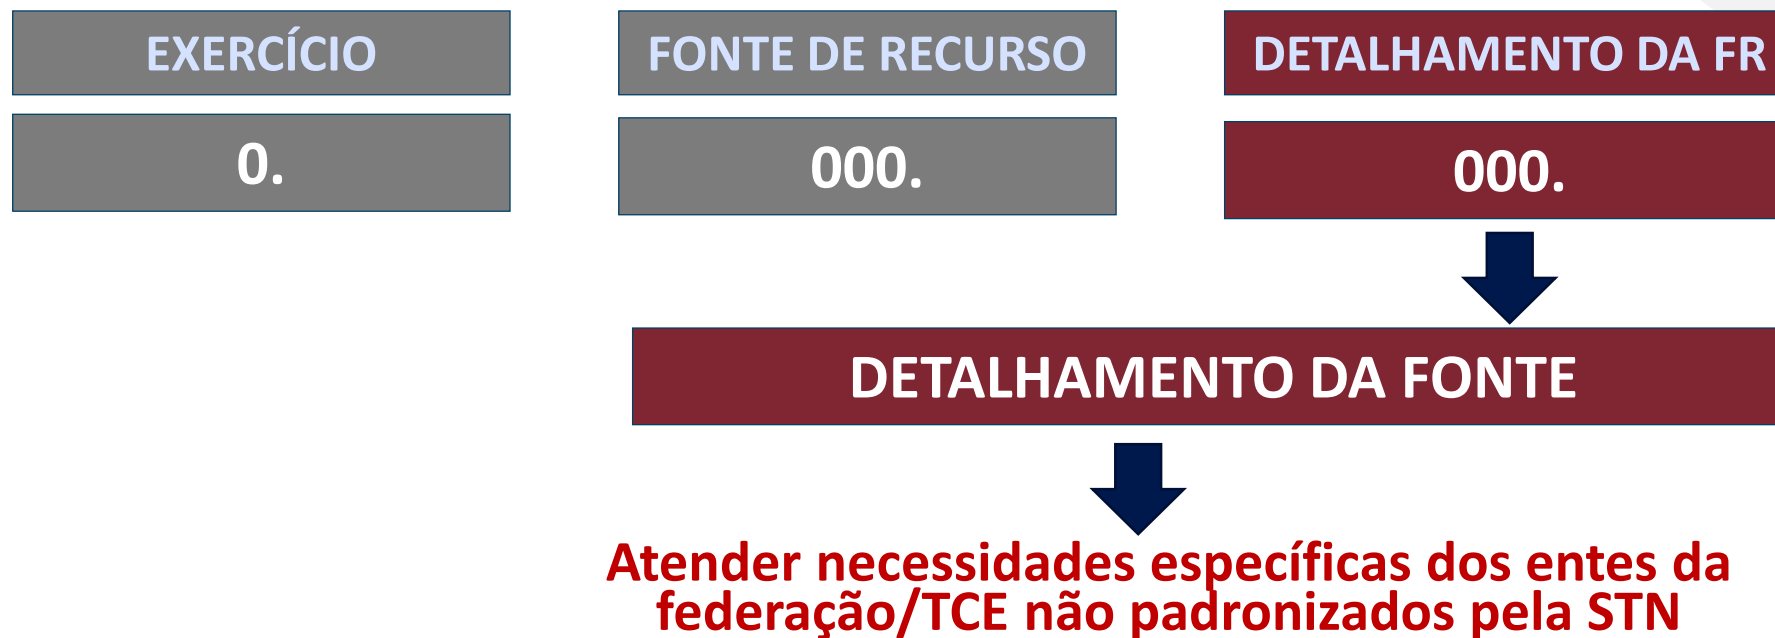 EXERCÍCIO
FONTE DE RECURSO
DETALHAMENTO DA FR
0.
000.
000.
DETALHAMENTO DA FONTE
Atender necessidades específicas dos entes da
federação/TCE não padronizados pela STN